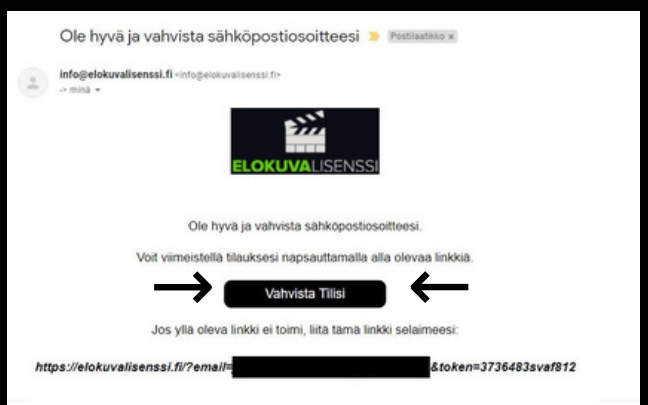 Ole hyvä ja vahvista sähköpostiosoitteesi
Postilaatikko x
info@elokuvalisenssi.fi <info@elokuvalisenssi.fi>
-> minä
ELOKUVALISENSSI
Ole hyvä ja vahvista sähköpostiosoitteesi.
Voit viimeistellä tilauksesi napsauttamalla alla olevaa linkkiä.
Vahvista Tilisi
Jos yllä oleva linkki ei toimi, liitä tämä linkki selaimeesi:
https://elokuvalisenssi.fi/?email= &token=3736483svaf812